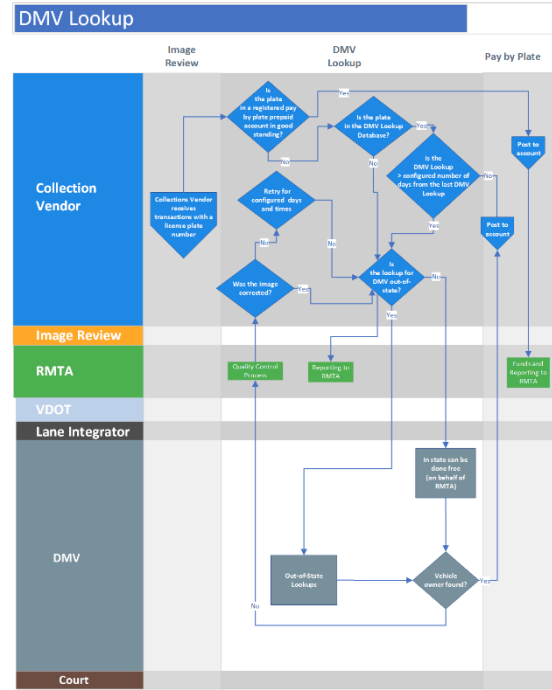 DMV Lookup
Image
Review
DMV
Lookup
Pay by Plate
Collection
Vendor
Is
the plate
in a registered pay
by plate prepaid
account in good
standing?
Yes
No
Is the plate
in the DMV Lookup
Database?
Yes
No
Is the
DMV Lookup
> configured number of
days from the last DMV
Lookup
No
Yes
Post to
account
Post to
account
Collections Vendor
receives
transactions with a
license plate
number
Retry for
configured days
and times
No
No
Was the image
corrected?
Yes
Is
the lookup for
DMV out-of-
state?
No
Yes
Image Review
RMTA
Quality Control
Process
Reporting to
RMTA
Funds and
Reporting to
RMTA
VDOT
Lane Integrator
DMV
In state can be
done free
(on behalf of
RMTA)
Out-of-State
Lookups
Vehicle
owner found?
Yes
No
Court